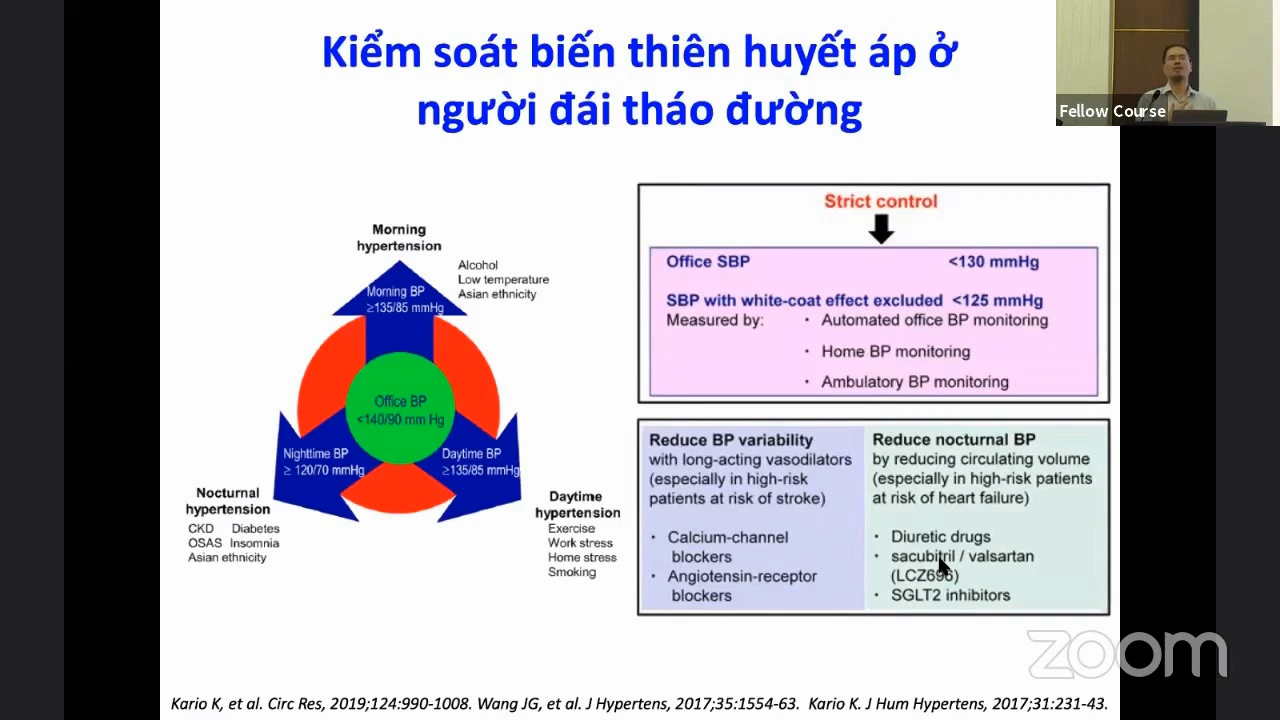 Kiểm soát biến thiên huyết áp ở
người đái tháo đường
Fellow Course
Morning
hypertension
Alcohol
Low temperature
Asian ethnicity
Morning BP
≥135/85 mmHg
Office BP
<140/90 mm Hg
Nighttime BP
≥ 120/70 mmHg
Daytime BP
≥135/85 mmHg
Nocturnal
hypertension
CKD Diabetes
OSAS Insomnia
Asian ethnicity
Daytime
hypertension
Exercise
Work stress
Home stress
Smoking
Strict control
Office SBP <130 mmHg
SBP with white-coat effect excluded <125 mmHg
Measured by: · Automated office BP monitoring
· Home BP monitoring
· Ambulatory BP monitoring
Reduce BP variability
with long-acting vasodilators
(especially in high-risk
patients at risk of stroke)
· Calcium-channel
blockers
· Angiotensin-receptor
blockers
Reduce nocturnal BP
by reducing circulating volume
(especially in high-risk patients
at risk of heart failure)
· Diuretic drugs
· sacubitril / valsartan
(LCZ696)
· SGLT2 inhibitors
zoom
Kario K, et al. Circ Res, 2019;124:990-1008. Wang JG, et al. J Hypertens, 2017;35:1554-63. Kario K. J Hum Hypertens, 2017;31:231-43.